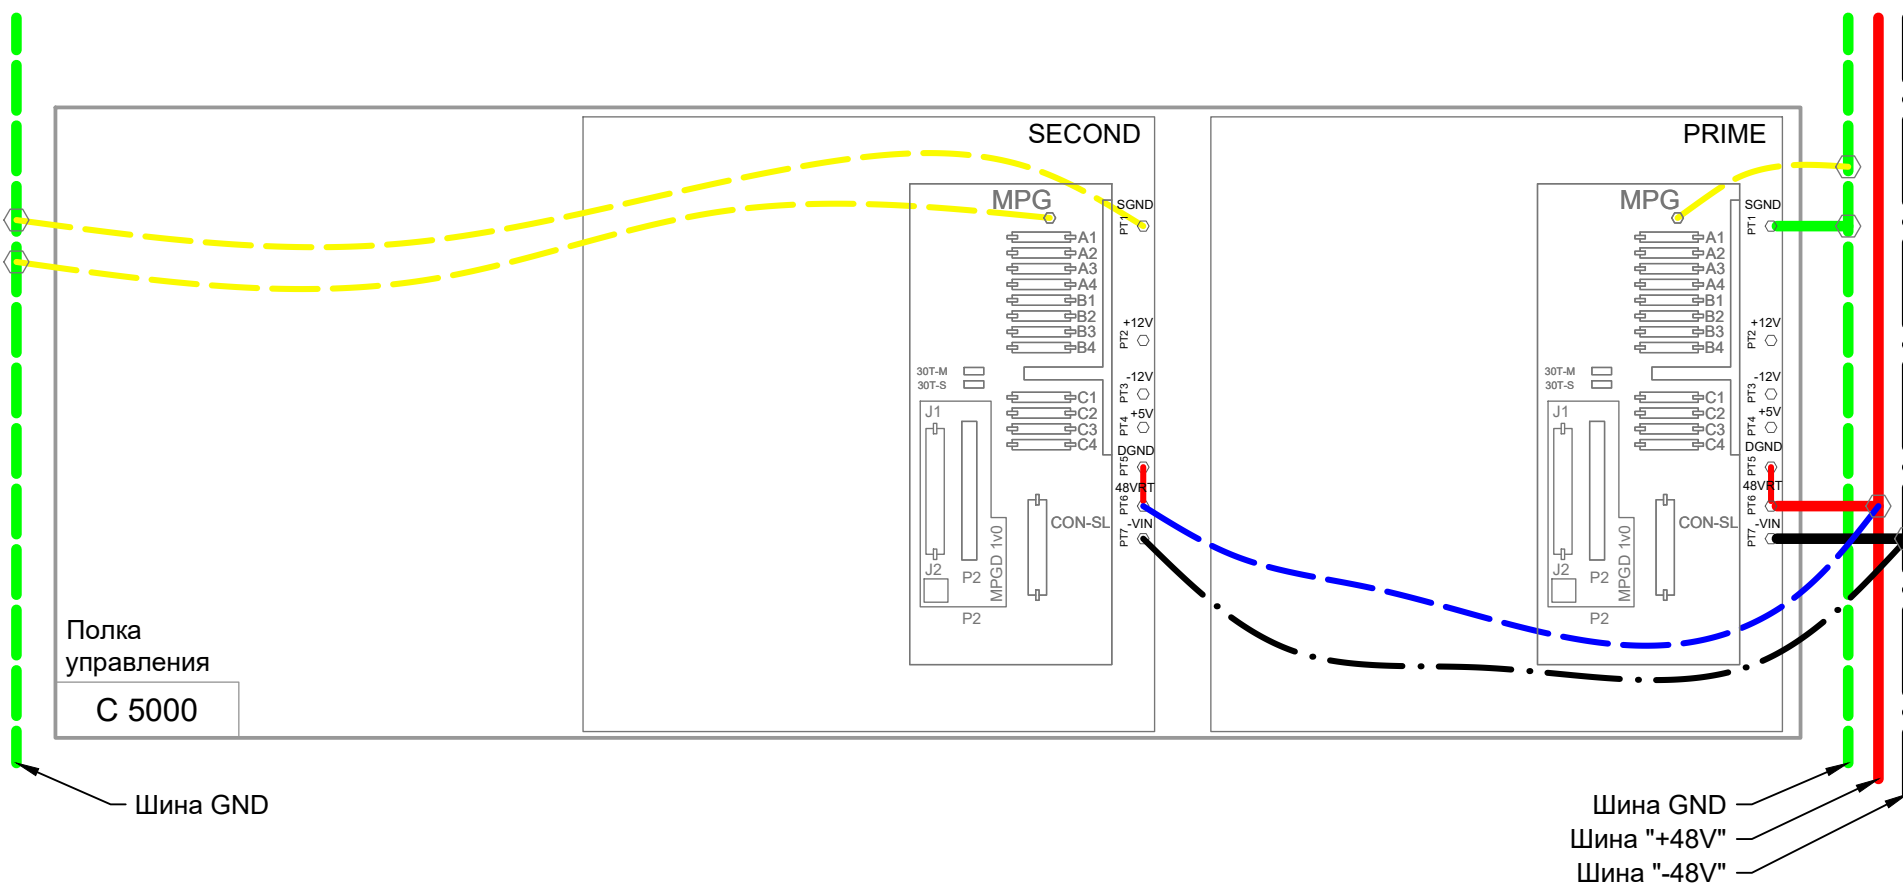 SECOND
PRIME
MPG
SGND
PT1
A1
A2
A3
A4
B1
B2
B3
B4
+12V
PT2
30T-M
30T-S
-12V
PT3
+5V
PT4
C1
C2
C3
C4
J1
DGND
PT5
48VRT
PT6
CON-SL
-VIN
PT7
J2
P2
MPGD 1v0
P2
MPG
SGND
PT1
A1
A2
A3
A4
B1
B2
B3
B4
+12V
PT2
30T-M
30T-S
-12V
PT3
+5V
PT4
C1
C2
C3
C4
J1
DGND
PT5
48VRT
PT6
CON-SL
-VIN
PT7
J2
P2
MPGD 1v0
P2
Полка
управления
C 5000
Шина GND
Шина GND
Шина "+48V"
Шина "-48V"